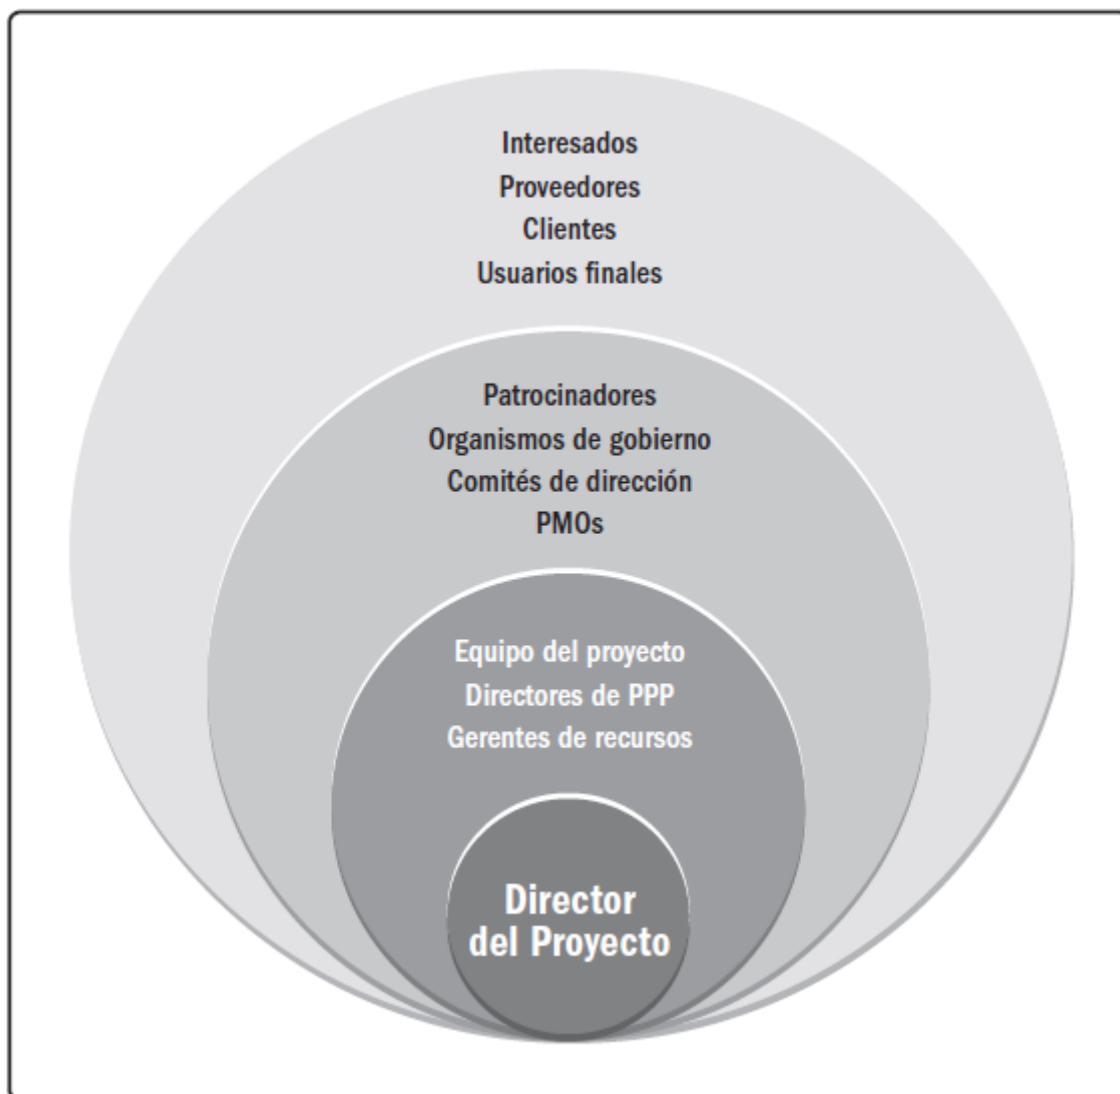 Interesados
Proveedores
Clientes
Usuarios finales
Patrocinadores
Organismos de gobierno
Comités de dirección
PMOs
Equipo del proyecto
Directores de PPP
Gerentes de recursos
Director
del Proyecto